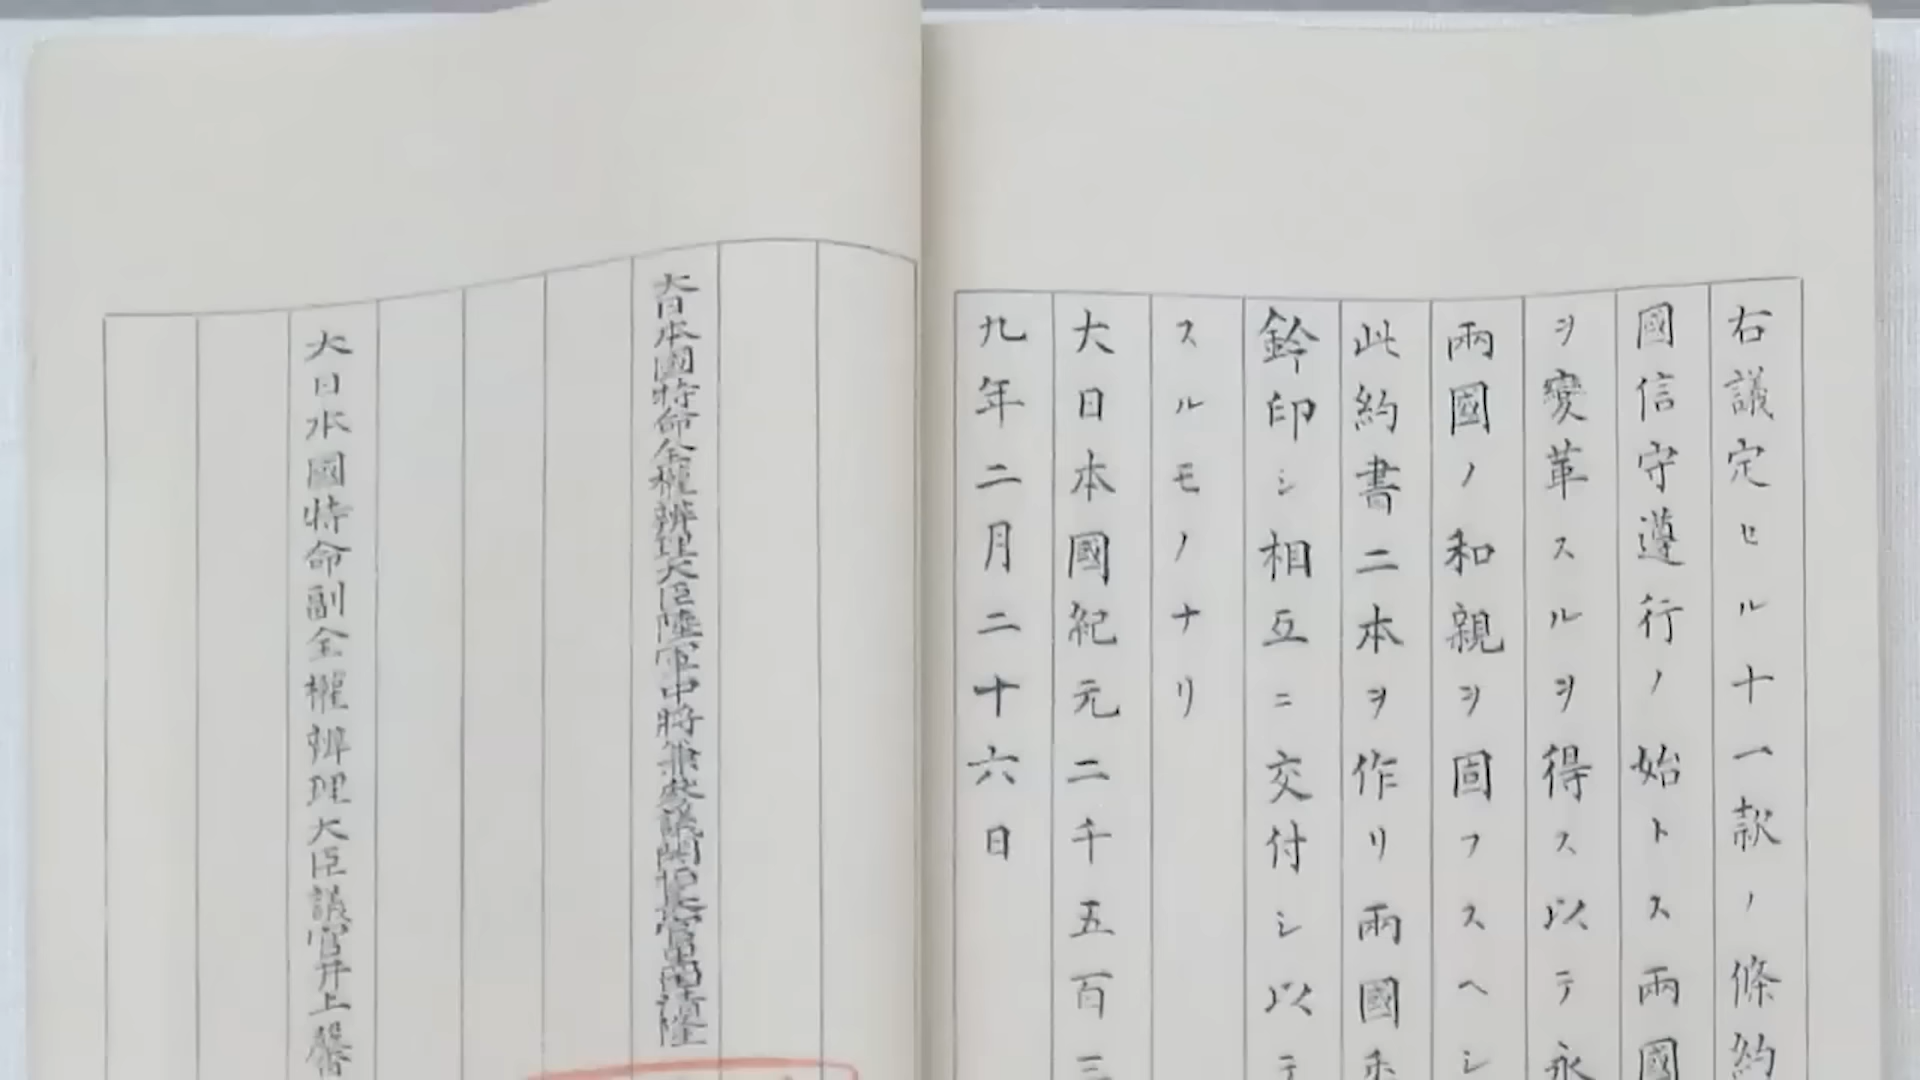 右議定セル十一款ノ條約
國信守遵行ノ始トス兩國
ヲ變革スルヲ得ス以テ永
兩國ノ和親ヲ固フスヘシ
此約書二本ヲ作リ兩國
鈐印シ相互ニ交付シ以テ
スルモノナリ
大日本國紀元二千五百三
九年二月二十六日
大日本國特命全權辨理大臣陸軍中將兼參議開拓長官黑田清隆
大日本國特命副全權辨理大臣議官井上馨